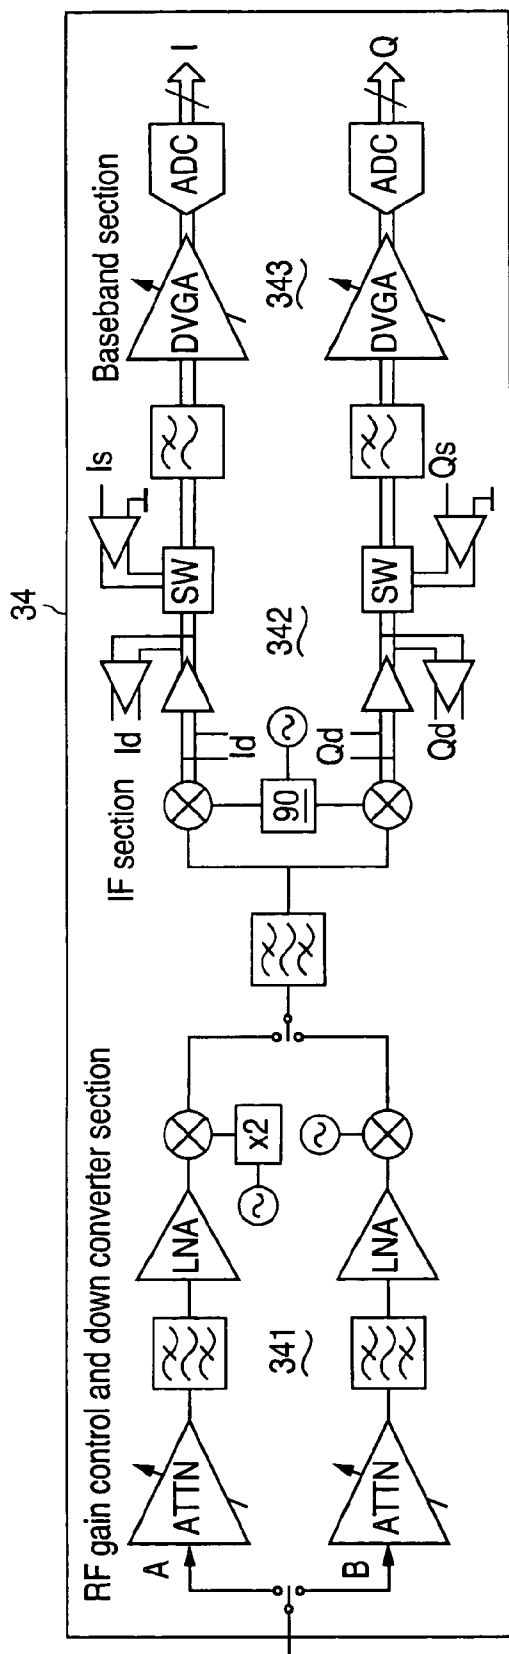 34
RF gain control and down converter section
IF section
Baseband section
A
ATTN
LNA
x2
B
ATTN
LNA
341
90
Id
Id
SW
Is
DVGA
ADC
I
342
343
Qd
Qd
SW
Qs
DVGA
ADC
Q